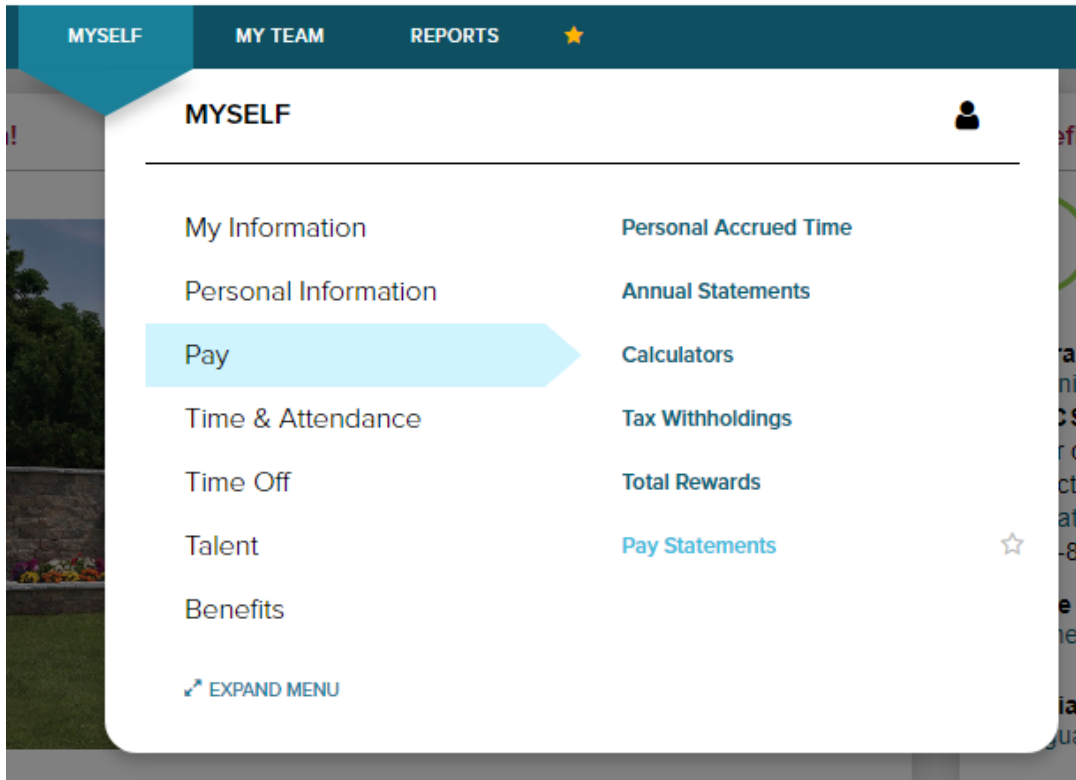 MYSELF MY TEAM REPORTS
MYSELF
My Information
Personal Information
Pay
Time & Attendance
Time Off
Talent
Benefits
EXPAND MENU
Personal Accrued Time
Annual Statements
Calculators
Tax Withholdings
Total Rewards
Pay Statements